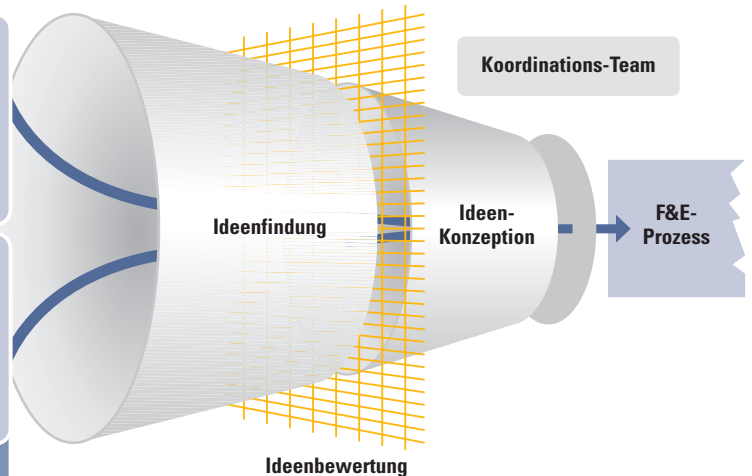 Koordinations-Team
Ideenfindung
Ideen-
Konzeption
F&E-
Prozess
Ideenbewertung